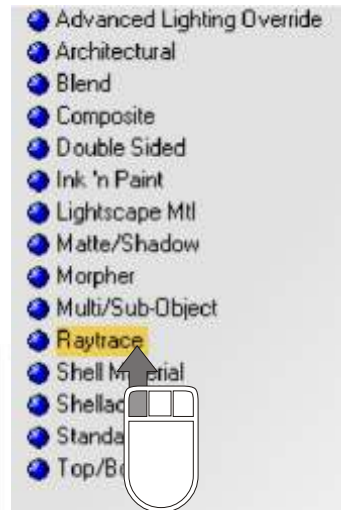 Advanced Lighting Override
Architectural
Blend
Composite
Double Sided
Ink 'n Paint
Lightscape Mtl
Matte/Shadow
Morpher
Multi/Sub-Object
Raytrace
Shell